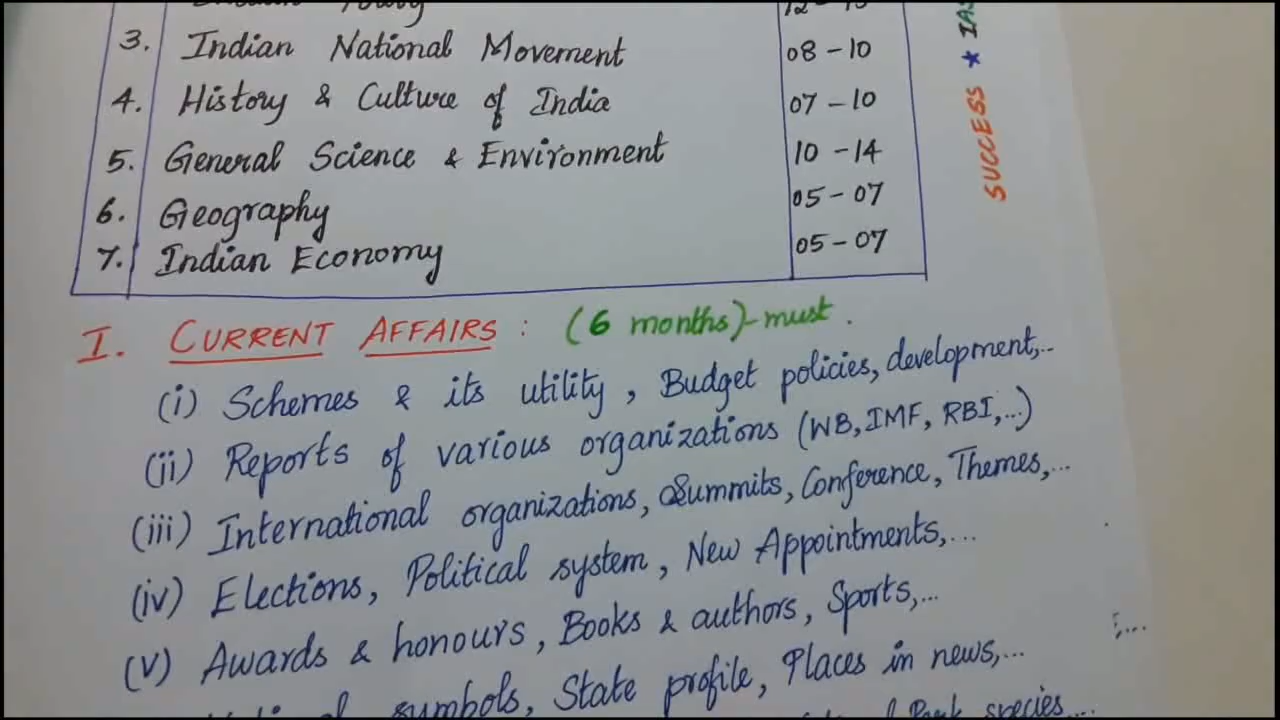 3. Indian National Movement 08 - 10
4. History & Culture of India 07 - 10
5. General Science & Environment 10 - 14
6. Geography 05 - 07
7. Indian Economy 05 - 07
SUCCESS ★ IAS
I. CURRENT AFFAIRS : (6 months) - must .
(i) Schemes & its utility , Budget policies, development,..
(ii) Reports of various organizations (WB, IMF, RBI,...)
(iii) International organizations, Summits, Conference, Themes,...
(iv) Elections, Political system, New Appointments,...
(v) Awards & honours, Books & authors, Sports,...
symbols, State profile, Places in news,...
Park species....